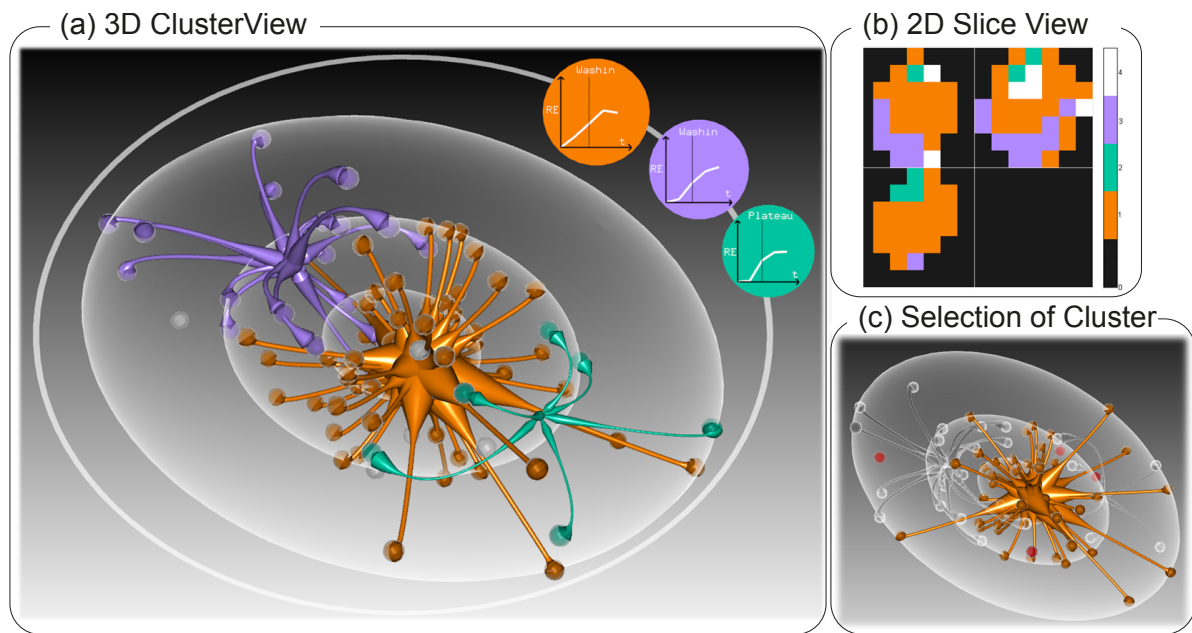 (a) 3D ClusterView
Washin
RE
t
Washin
RE
t
Plateau
RE
t
(b) 2D Slice View
4
3
2
1
0
(c) Selection of Cluster